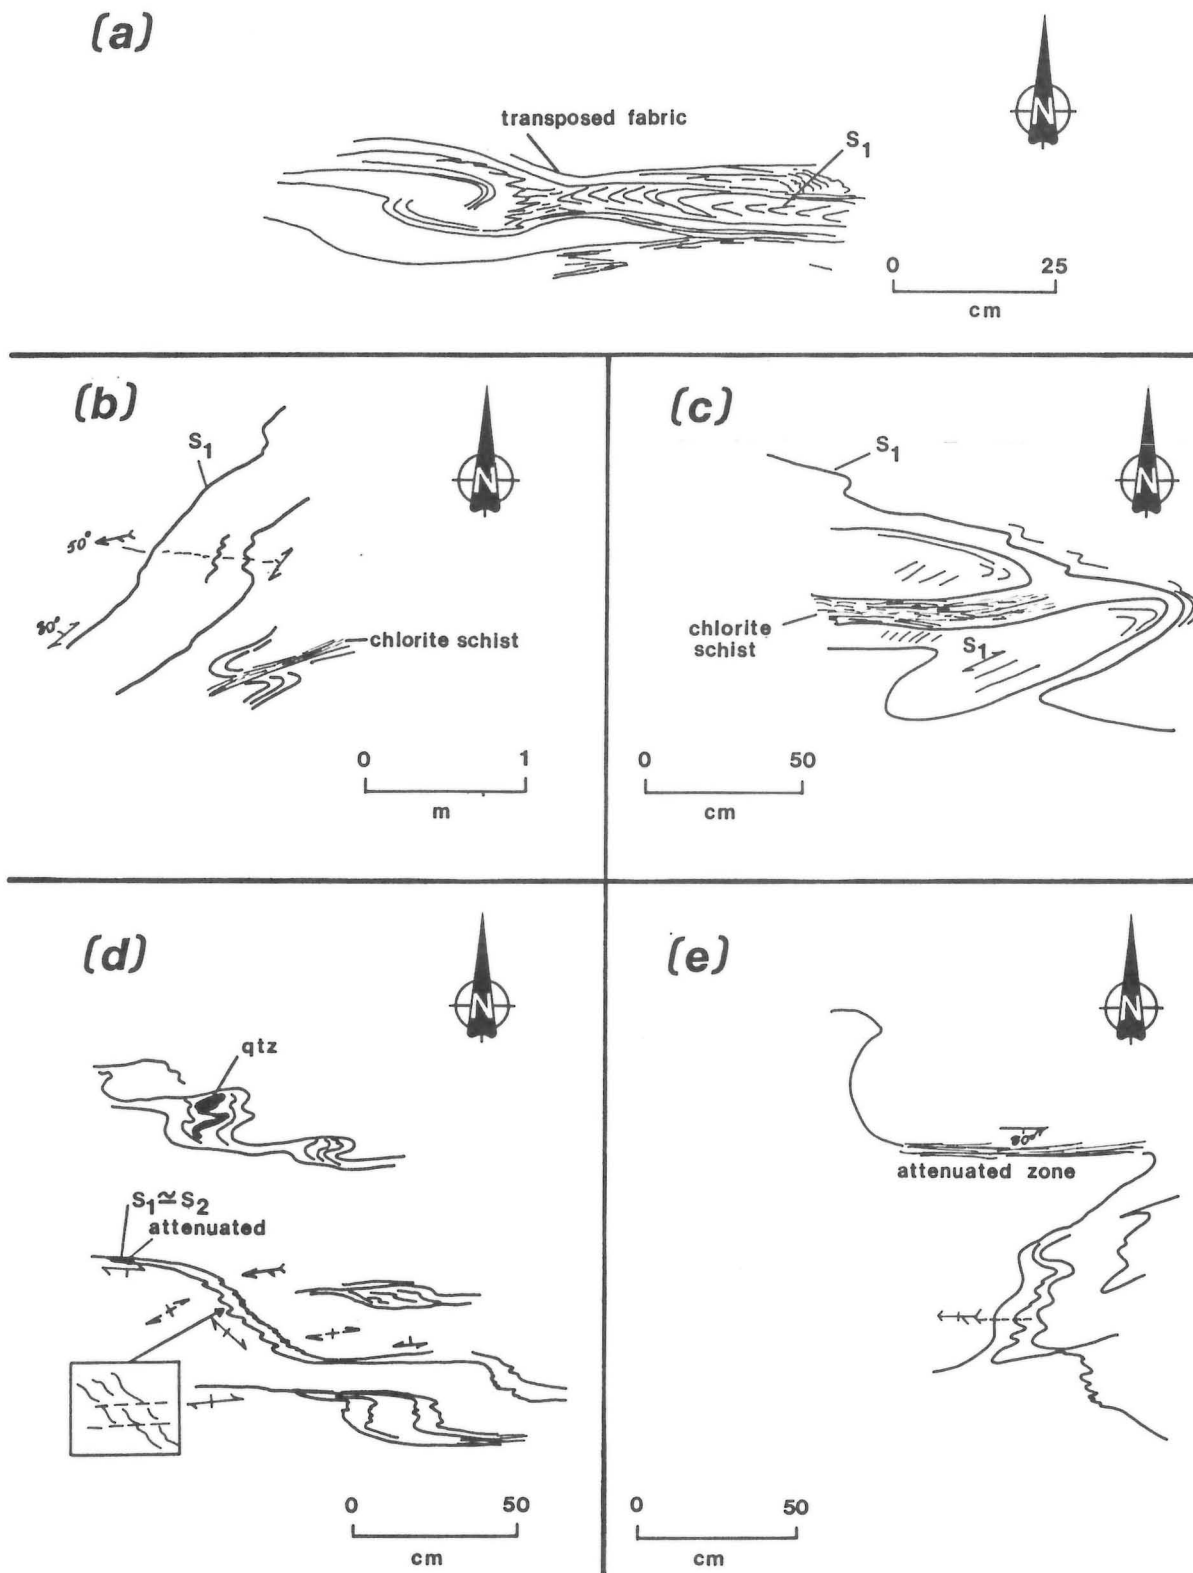 (a)
N
transposed fabric
S1
0 25
cm
(b)
N
S1
50°
80°
chlorite schist
0 1
m
(c)
N
S1
chlorite
schist
S1
0 50
cm
(d)
N
qtz
S1≃S2
attenuated
0 50
cm
(e)
N
80°
attenuated zone
0 50
cm